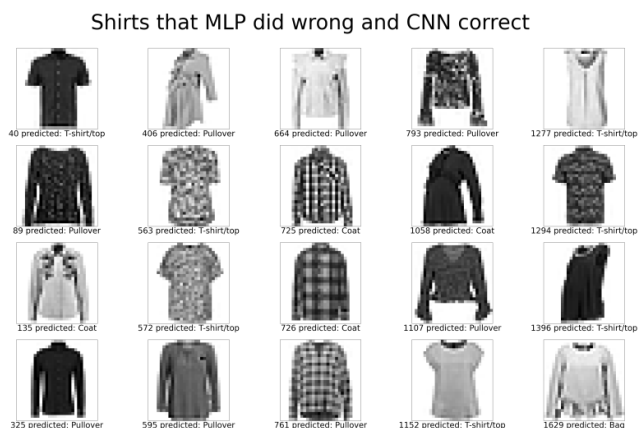 Shirts that MLP did wrong and CNN correct
40 predicted: T-shirt/top
406 predicted: Pullover
664 predicted: Pullover
793 predicted: Pullover
1277 predicted: T-shirt/top
89 predicted: Pullover
563 predicted: T-shirt/top
725 predicted: Coat
1058 predicted: Coat
1294 predicted: T-shirt/top
135 predicted: Coat
572 predicted: T-shirt/top
726 predicted: Coat
1107 predicted: Pullover
1396 predicted: T-shirt/top
325 predicted: Pullover
595 predicted: Pullover
761 predicted: Pullover
1152 predicted: T-shirt/top
1629 predicted: Bag